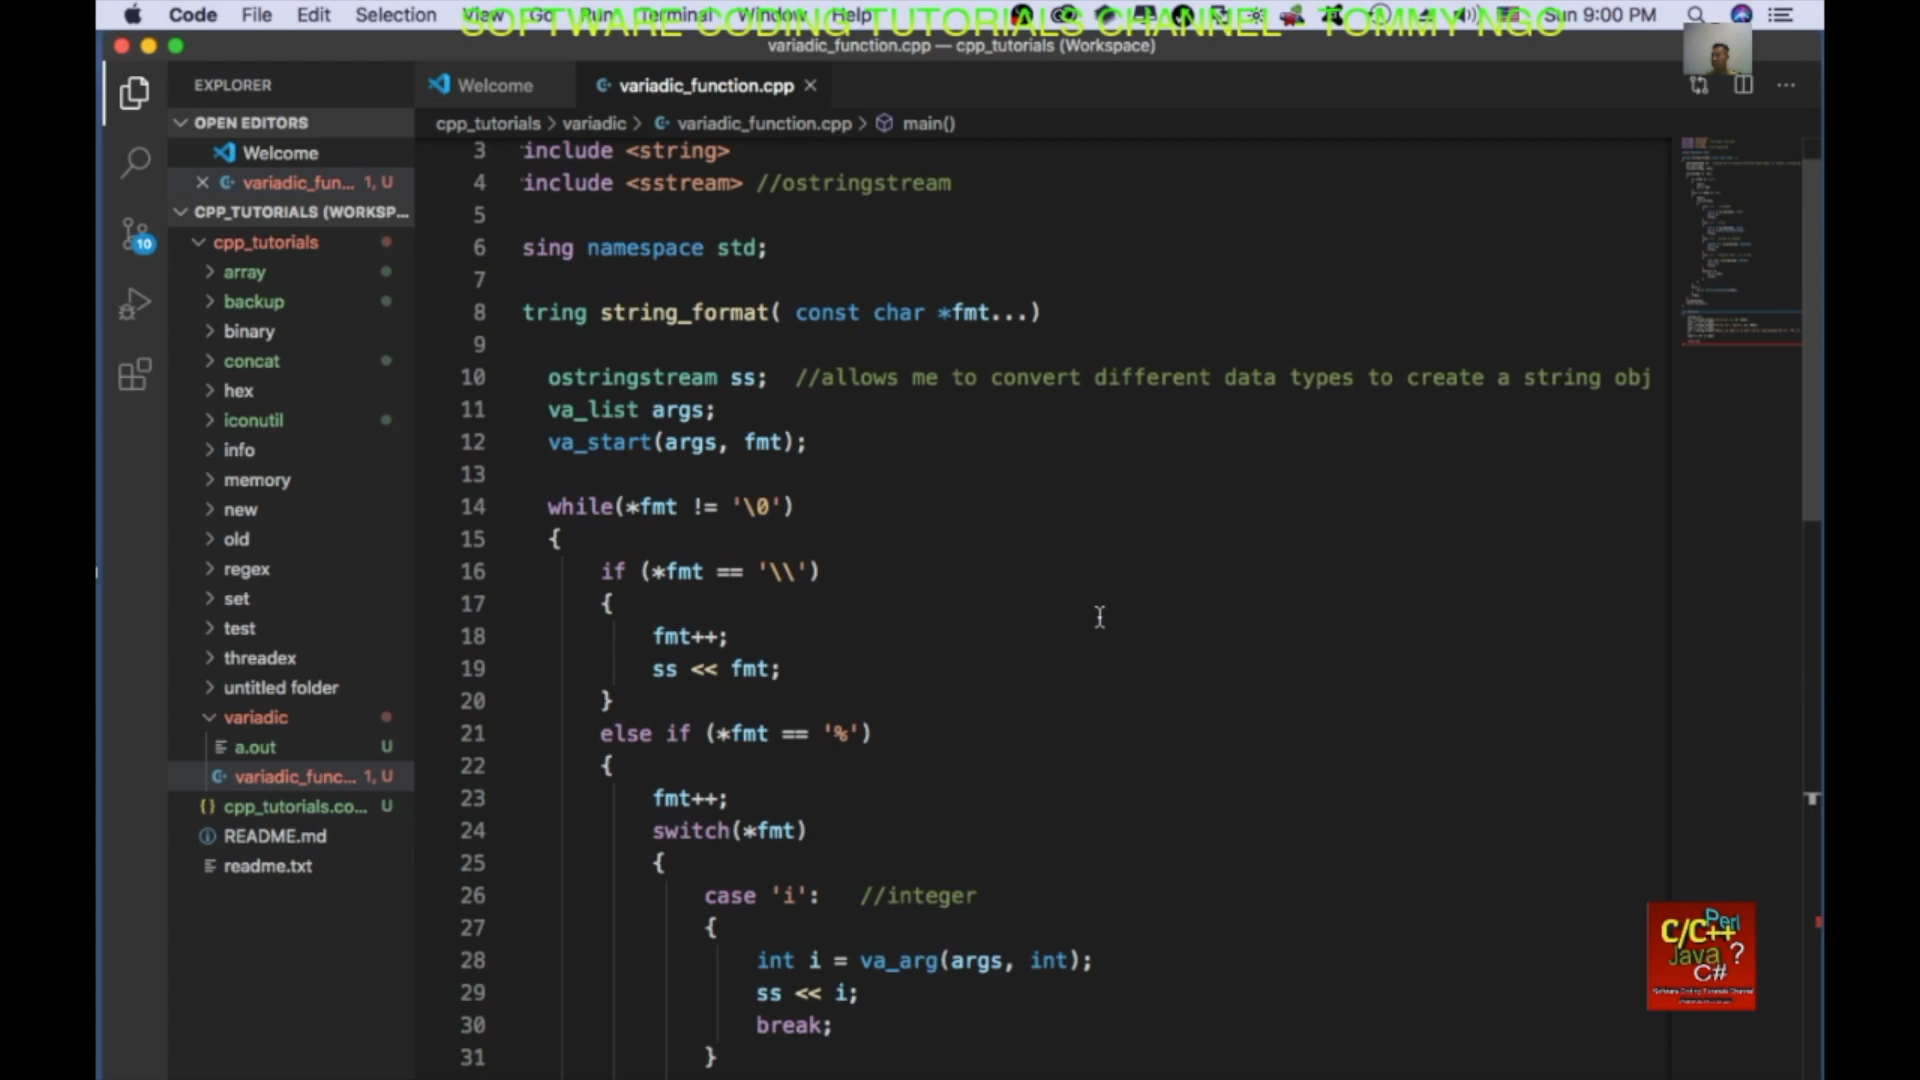 Code File Edit Selection View Go Run Terminal Window Help Sun 9:00 PM
SOFTWARE CODING TUTORIALS CHANNEL - TOMMY NGO
variadic_function.cpp — cpp_tutorials (Workspace)
EXPLORER
Welcome
variadic_function.cpp
OPEN EDITORS
cpp_tutorials > variadic > variadic_function.cpp > main()
Welcome
variadic_fun... 1, U
CPP_TUTORIALS (WORKSP...
10
cpp_tutorials
array
backup
binary
concat
hex
iconutil
info
memory
new
old
regex
set
test
threadex
untitled folder
variadic
a.out U
variadic_func... 1, U
cpp_tutorials.co... U
README.md
readme.txt
3 include <string>
4 include <sstream> //ostringstream
5
6 sing namespace std;
7
8 tring string_format( const char *fmt...)
9
10 ostringstream ss; //allows me to convert different data types to create a string obj
11 va_list args;
12 va_start(args, fmt);
13
14 while(*fmt != '\0')
15 {
16 if (*fmt == '\\')
17 {
18 fmt++;
19 ss << fmt;
20 }
21 else if (*fmt == '%')
22 {
23 fmt++;
24 switch(*fmt)
25 {
26 case 'i': //integer
27 {
28 int i = va_arg(args, int);
29 ss << i;
30 break;
31 }
C/C++
Perl
Java ?
C#
Software Coding Tutorials Channel